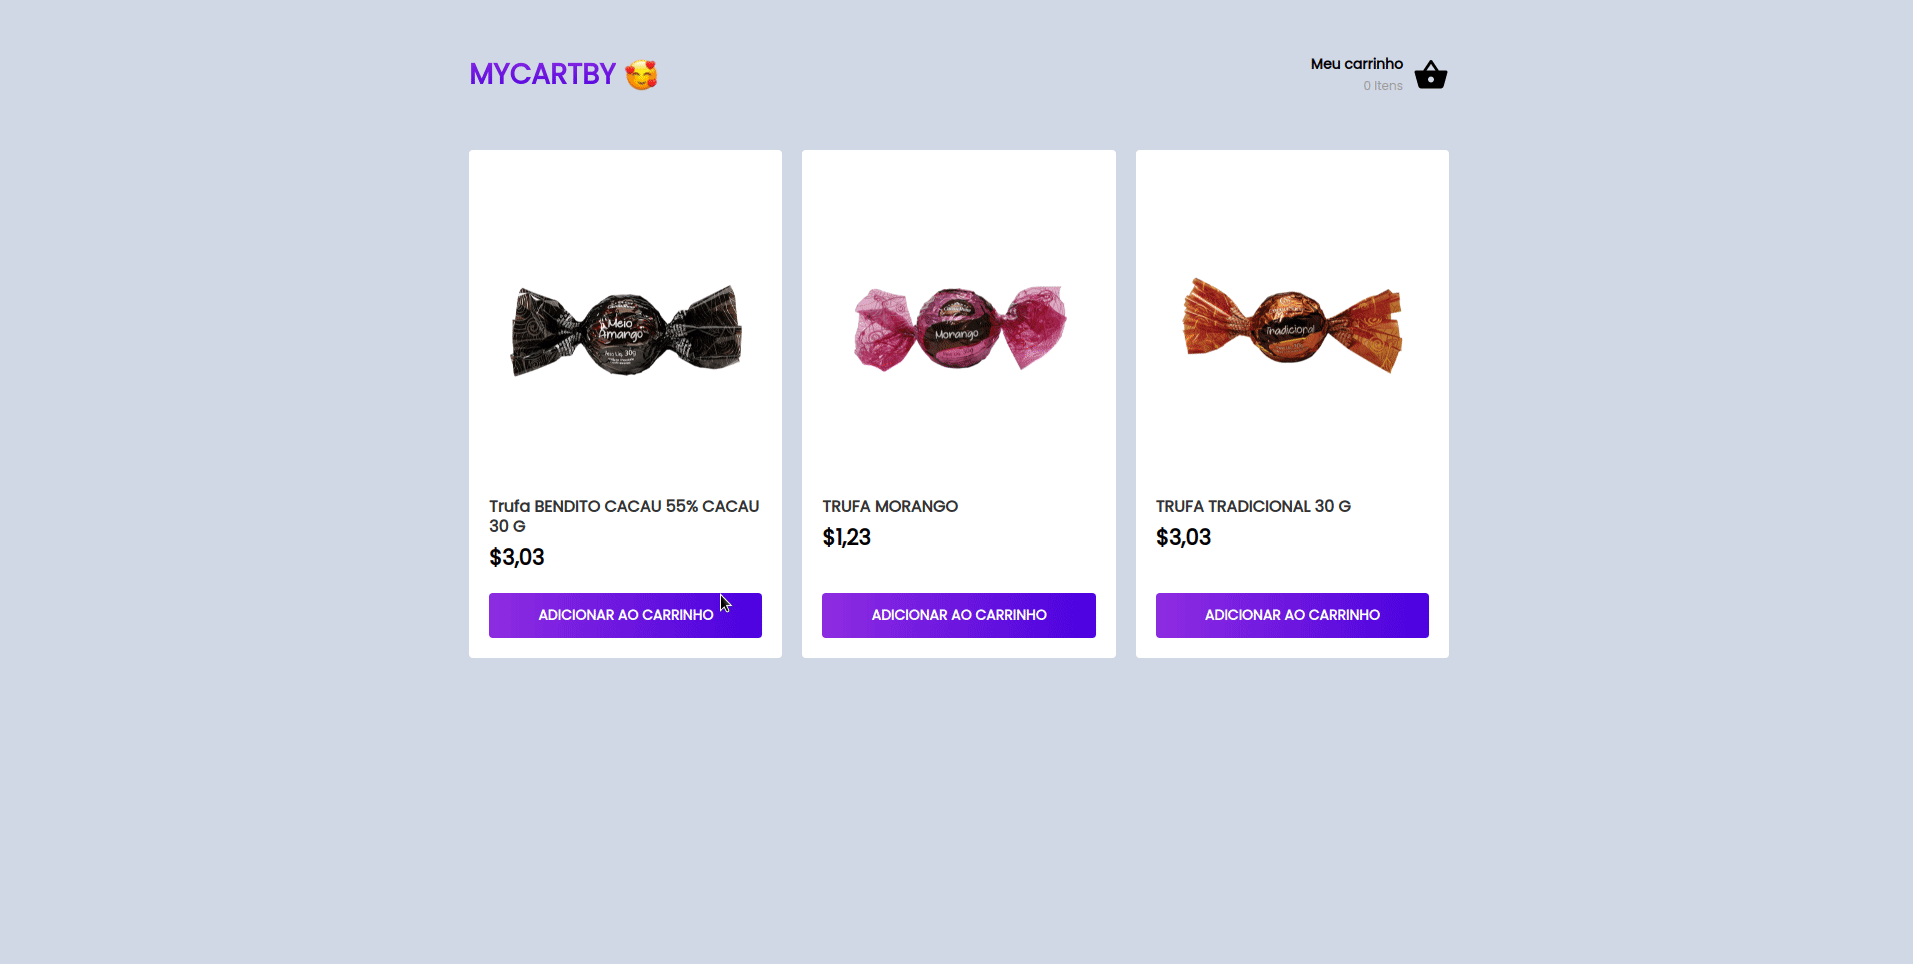 MYCARTBY 🥰
Meu carrinho
0 Itens
Meio
Amargo
30g
Morango
Tradicional
Trufa BENDITO CACAU 55% CACAU
30 G
$3,03
TRUFA MORANGO
$1,23
TRUFA TRADICIONAL 30 G
$3,03
ADICIONAR AO CARRINHO
ADICIONAR AO CARRINHO
ADICIONAR AO CARRINHO